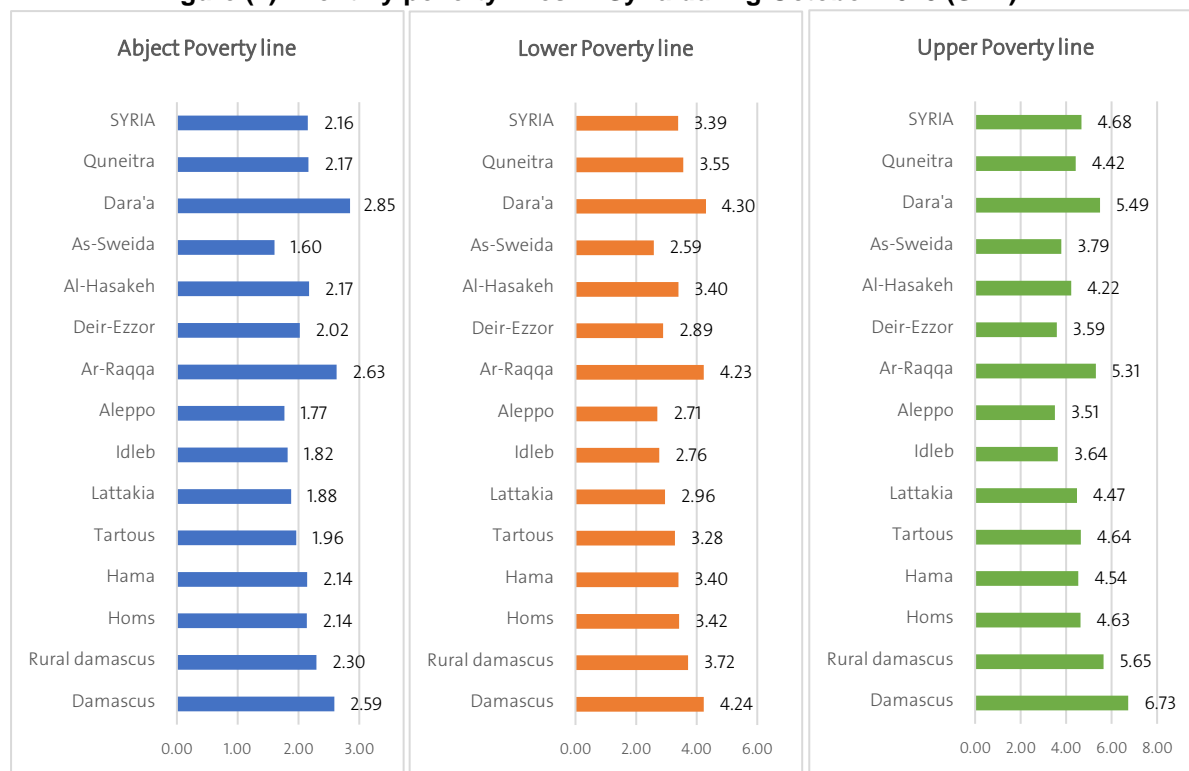 Figure Monthly poverty lines in Syria during October
Abject Poverty line
SYRIA 2.16
Quneitra 2.17
Dara'a 2.85
As-Sweida 1.60
Al-Hasakeh 2.17
Deir-Ezzor 2.02
Ar-Raqqa 2.63
Aleppo 1.77
Idleb 1.82
Lattakia 1.88
Tartous 1.96
Hama 2.14
Homs 2.14
Rural damascus 2.30
Damascus 2.59
0.00 1.00 2.00 3.00
Lower Poverty line
SYRIA 3.39
Quneitra 3.55
Dara'a 4.30
As-Sweida 2.59
Al-Hasakeh 3.40
Deir-Ezzor 2.89
Ar-Raqqa 4.23
Aleppo 2.71
Idleb 2.76
Lattakia 2.96
Tartous 3.28
Hama 3.40
Homs 3.42
Rural damascus 3.72
Damascus 4.24
0.00 2.00 4.00 6.00
Upper Poverty line
SYRIA 4.68
Quneitra 4.42
Dara'a 5.49
As-Sweida 3.79
Al-Hasakeh 4.22
Deir-Ezzor 3.59
Ar-Raqqa 5.31
Aleppo 3.51
Idleb 3.64
Lattakia 4.47
Tartous 4.64
Hama 4.54
Homs 4.63
Rural damascus 5.65
Damascus 6.73
0.00 2.00 4.00 6.00 8.00